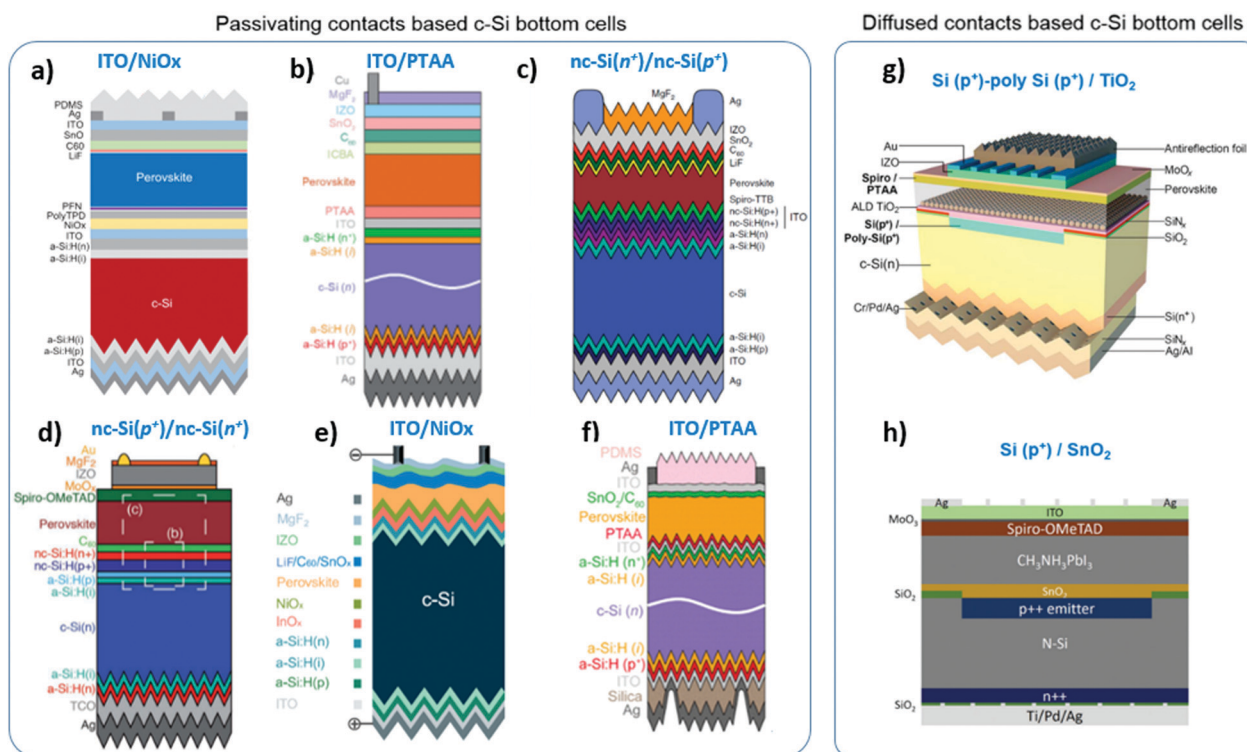 Passivating contacts based c-Si bottom cells
Diffused contacts based c-Si bottom cells
a)
ITO/NiOx
PDMS
Ag
ITO
SnO
C60
LiF
Perovskite
PFN
PolyTPD
NiOx
ITO
a-Si:H(n)
a-Si:H(i)
c-Si
a-Si:H(i)
a-Si:H(p)
ITO
Ag
b)
ITO/PTAA
Cu
MgF₂
IZO
SnO₂
C₆₀
ICBA
Perovskite
PTAA
ITO
a-Si:H (n⁺)
a-Si:H (i)
c-Si (n)
a-Si:H (i)
a-Si:H (p⁺)
ITO
Ag
c)
nc-Si(n⁺)/nc-Si(p⁺)
MgF₂
Ag
IZO
SnO₂
C₆₀
LiF
Perovskite
Spiro-TTB
nc-Si:H(p+)
nc-Si:H(n+)
ITO
a-Si:H(n)
a-Si:H(i)
c-Si
a-Si:H(i)
a-Si:H(p)
ITO
Ag
d)
nc-Si(p⁺)/nc-Si(n⁺)
Au
MgF₂
IZO
MoOₓ
Spiro-OMeTAD
(c)
Perovskite
(b)
C₆₀
nc-Si:H(n+)
nc-Si:H(p+)
a-Si:H(p)
a-Si:H(i)
c-Si(n)
a-Si:H(i)
a-Si:H(n)
TCO
Ag
e)
ITO/NiOx
⊖
Ag
MgF₂
IZO
LiF/C₆₀/SnOₓ
Perovskite
NiOₓ
InOₓ
a-Si:H(n)
a-Si:H(i)
a-Si:H(p)
ITO
c-Si
⊕
f)
ITO/PTAA
PDMS
Ag
ITO
SnO₂/C₆₀
Perovskite
PTAA
ITO
a-Si:H (n⁺)
a-Si:H (i)
c-Si (n)
a-Si:H (i)
a-Si:H (p⁺)
ITO
Silica
Ag
g)
Si (p⁺)-poly Si (p⁺) / TiO₂
Au
IZO
Spiro /
PTAA
ALD TiO₂
Si(p⁺) /
Poly-Si(p⁺)
c-Si(n)
Cr/Pd/Ag
Antireflection foil
MoOₓ
Perovskite
SiNₓ
SiO₂
Si(n⁺)
SiNₓ
Ag/Al
h)
Si (p⁺) / SnO₂
Ag
Ag
ITO
MoO₃
Spiro-OMeTAD
CH₃NH₃PbI₃
SnO₂
SiO₂
p++ emitter
N-Si
n++
SiO₂
Ti/Pd/Ag